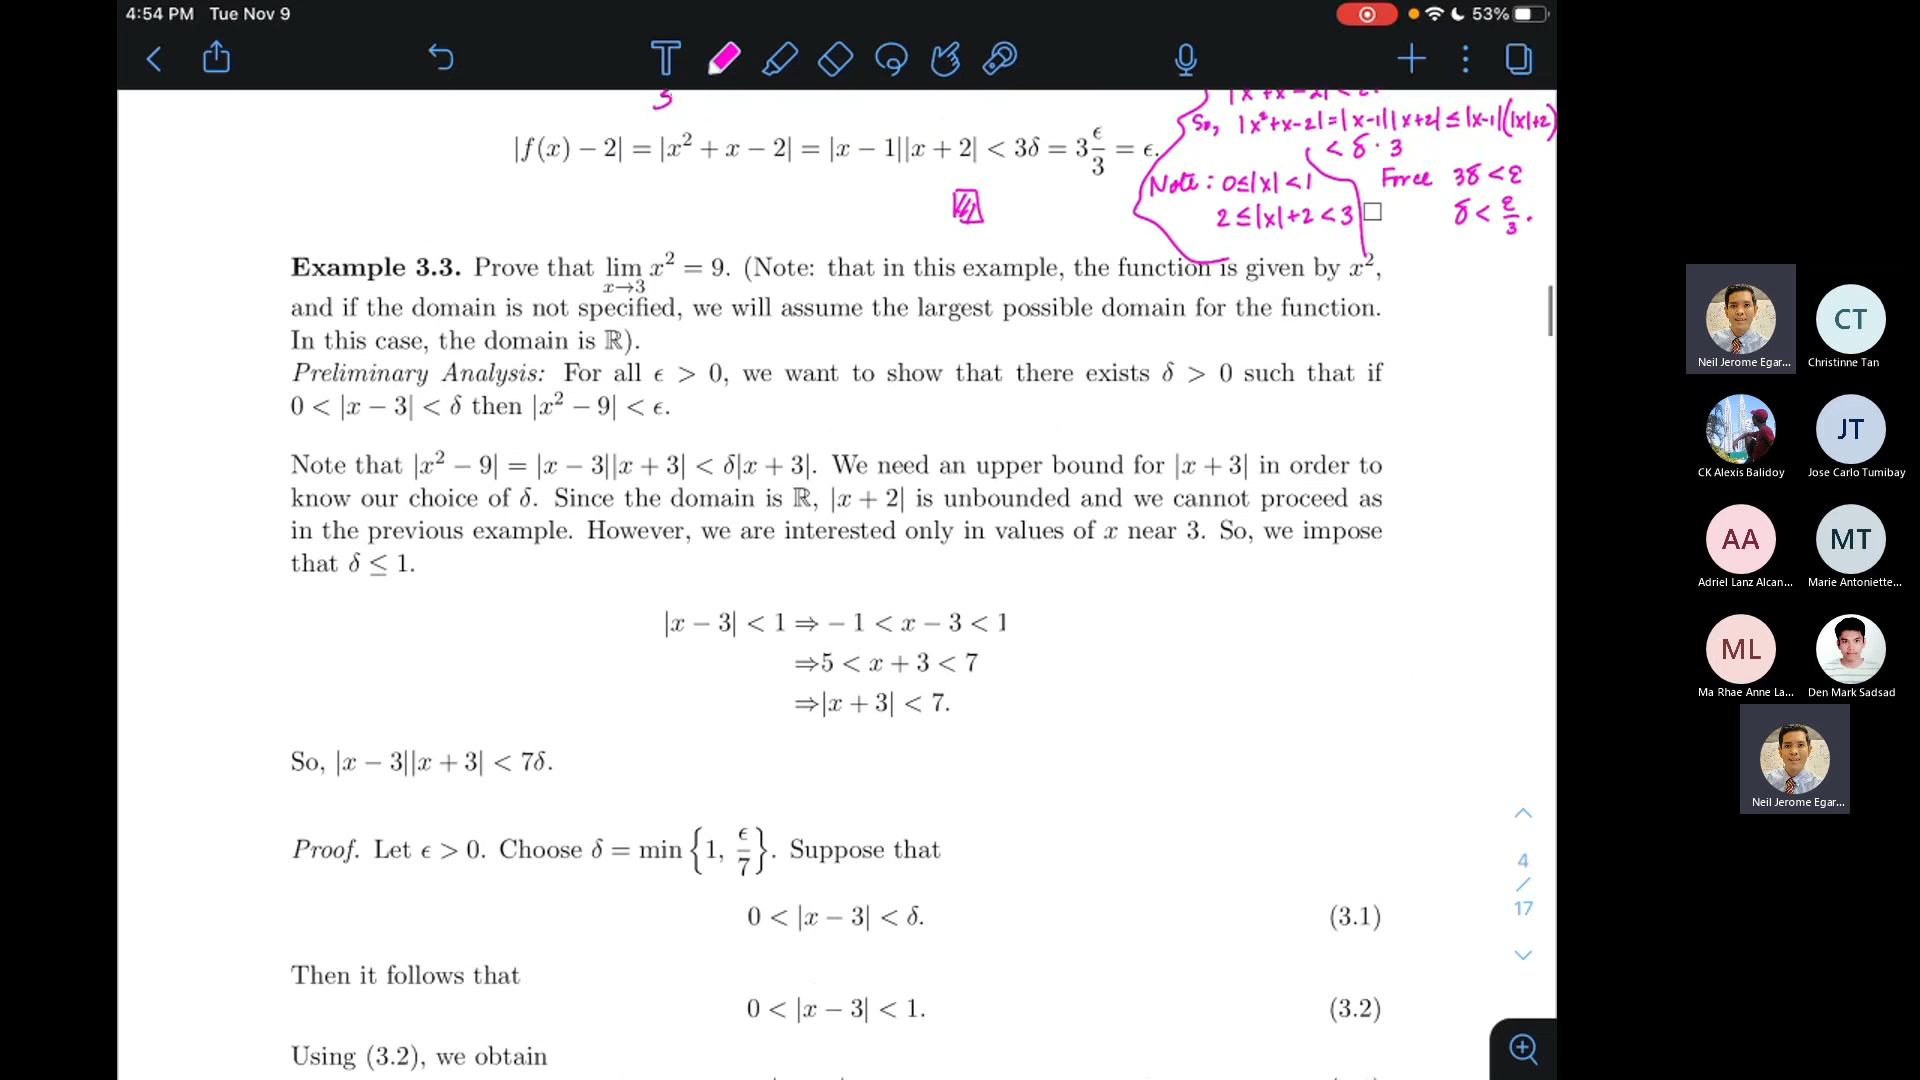 4:54 PM Tue Nov 9
53%
3
So, |x²+x-2|=|x-1||x+2| ≤ |x-1|(|x|+2)
|f(x) − 2| = |x² + x − 2| = |x − 1||x + 2| < 3δ = 3 ϵ/3 = ϵ.
< δ · 3
Note: 0≤|x|<1
Force 3δ < ε
2≤|x|+2<3
δ < ε/3.
Example 3.3. Prove that lim x→3 x² = 9. (Note: that in this example, the function is given by x²,
and if the domain is not specified, we will assume the largest possible domain for the function.
In this case, the domain is ℝ).
Preliminary Analysis: For all ϵ > 0, we want to show that there exists δ > 0 such that if
0 < |x − 3| < δ then |x² − 9| < ϵ.
Note that |x² − 9| = |x − 3||x + 3| < δ|x + 3|. We need an upper bound for |x + 3| in order to
know our choice of δ. Since the domain is ℝ, |x + 2| is unbounded and we cannot proceed as
in the previous example. However, we are interested only in values of x near 3. So, we impose
that δ ≤ 1.
|x − 3| < 1 ⇒ − 1 < x − 3 < 1
⇒5 < x + 3 < 7
⇒|x + 3| < 7.
So, |x − 3||x + 3| < 7δ.
Proof. Let ϵ > 0. Choose δ = min {1, ϵ/7}. Suppose that
0 < |x − 3| < δ. (3.1)
Then it follows that
0 < |x − 3| < 1. (3.2)
Using (3.2), we obtain
4
/
17
Neil Jerome Egar...
CT
Christinne Tan
CK Alexis Balidoy
JT
Jose Carlo Tumibay
AA
Adriel Lanz Alcan...
MT
Marie Antoniette...
ML
Ma Rhae Anne La...
Den Mark Sadsad
Neil Jerome Egar...